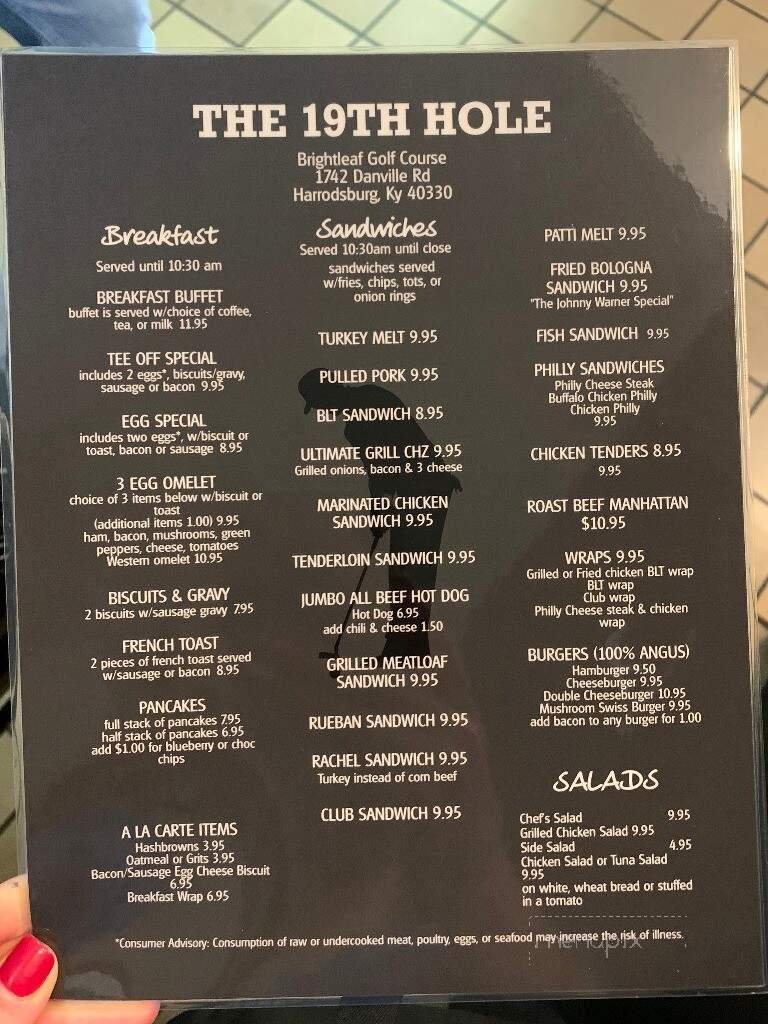 THE 19TH HOLE
Brightleaf Golf Course
1742 Danville Rd
Harrodsburg, Ky 40330
Breakfast
Served until 10:30 am
BREAKFAST BUFFET
buffet is served w/choice of coffee,
tea, or milk 11.95
TEE OFF SPECIAL
includes 2 eggs*, biscuits/gravy,
sausage or bacon 9.95
EGG SPECIAL
includes two eggs*, w/biscuit or
toast, bacon or sausage 8.95
3 EGG OMELET
choice of 3 items below w/biscuit or
toast
(additional items 1.00) 9.95
ham, bacon, mushrooms, green
peppers, cheese, tomatoes
Western omelet 10.95
BISCUITS & GRAVY
2 biscuits w/sausage gravy 7.95
FRENCH TOAST
2 pieces of french toast served
w/sausage or bacon 8.95
PANCAKES
full stack of pancakes 7.95
half stack of pancakes 6.95
add $1.00 for blueberry or choc
chips
A LA CARTE ITEMS
Hashbrowns 3.95
Oatmeal or Grits 3.95
Bacon/Sausage Egg Cheese Biscuit
6.95
Breakfast Wrap 6.95
Sandwiches
Served 10:30am until close
sandwiches served
w/fries, chips, tots, or
onion rings
TURKEY MELT 9.95
PULLED PORK 9.95
BLT SANDWICH 8.95
ULTIMATE GRILL CHZ 9.95
Grilled onions, bacon & 3 cheese
MARINATED CHICKEN
SANDWICH 9.95
TENDERLOIN SANDWICH 9.95
JUMBO ALL BEEF HOT DOG
Hot Dog 6.95
add chili & cheese 1.50
GRILLED MEATLOAF
SANDWICH 9.95
RUEBAN SANDWICH 9.95
RACHEL SANDWICH 9.95
Turkey instead of corn beef
CLUB SANDWICH 9.95
PATTI MELT 9.95
FRIED BOLOGNA
SANDWICH 9.95
"The Johnny Warner Special"
FISH SANDWICH 9.95
PHILLY SANDWICHES
Philly Cheese Steak
Buffalo Chicken Philly
Chicken Philly
9.95
CHICKEN TENDERS 8.95
9.95
ROAST BEEF MANHATTAN
$10.95
WRAPS 9.95
Grilled or Fried chicken BLT wrap
BLT wrap
Club wrap
Philly Cheese steak & chicken
wrap
BURGERS (100% ANGUS)
Hamburger 9.50
Cheeseburger 9.95
Double Cheeseburger 10.95
Mushroom Swiss Burger 9.95
add bacon to any burger for 1.00
SALADS
Chef's Salad 9.95
Grilled Chicken Salad 9.95
Side Salad 4.95
Chicken Salad or Tuna Salad
9.95
on white, wheat bread or stuffed
in a tomato
*Consumer Advisory: Consumption of raw or undercooked meat, poultry, eggs, or seafood may increase the risk of illness.
menupix